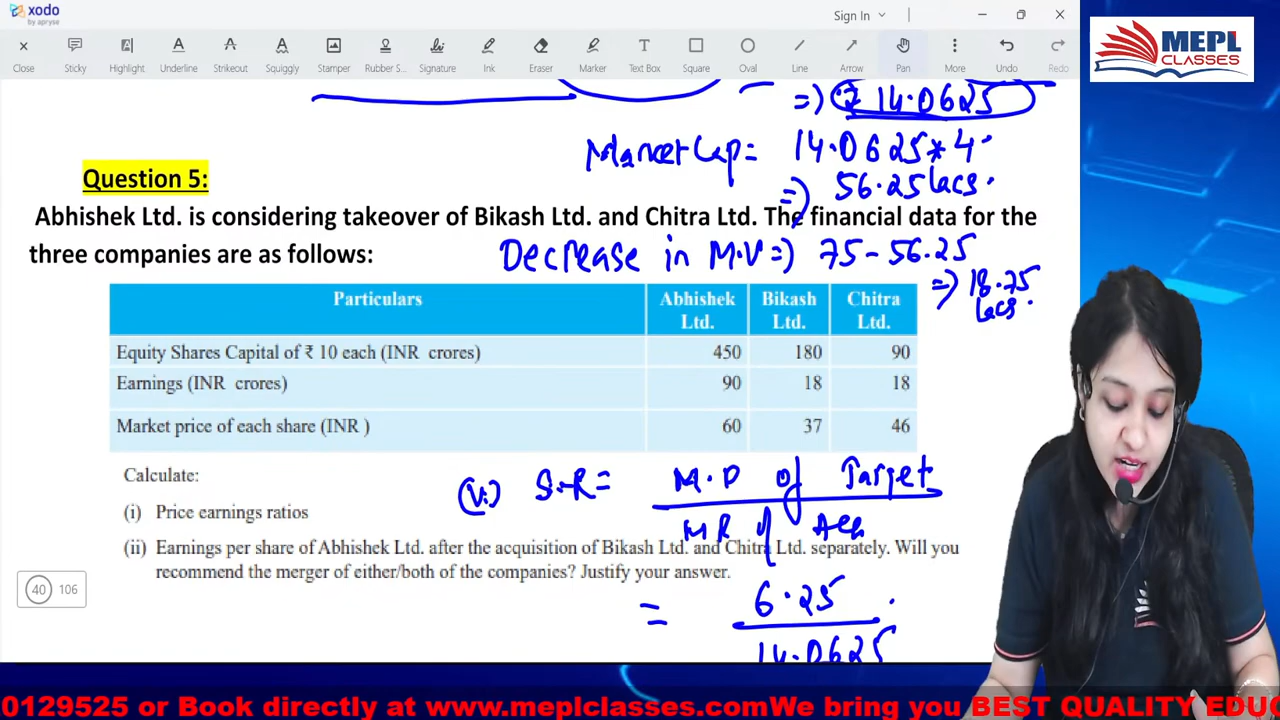 xodo
by apryse
Sign In
Close
Sticky
Highlight
Underline
Strikeout
Squiggly
Stamper
Rubber
Signature
Pen
Eraser
Marker
Text Box
Square
Oval
Line
Arrow
Pan
More
Undo
Redo
MEPL
CLASSES
=) ₹ 14.0625
Market Cap = 14.0625 * 4
=) 56.25 lacs.
Question 5:
Abhishek Ltd. is considering takeover of Bikash Ltd. and Chitra Ltd. The financial data for the
three companies are as follows:
Decrease in M.V =) 75 - 56.25
=) 18.75
lacs.
Particulars Abhishek Ltd. Bikash Ltd. Chitra Ltd.
Equity Shares Capital of ₹ 10 each (INR crores) 450 180 90
Earnings (INR crores) 90 18 18
Market price of each share (INR ) 60 37 46
Calculate:
(i) Price earnings ratios
(ii) Earnings per share of Abhishek Ltd. after the acquisition of Bikash Ltd. and Chitra Ltd. separately. Will you
recommend the merger of either/both of the companies? Justify your answer.
S.R = M.P of Target
of
= 6.25
14.0625
40 106
0129525 or Book directly at www.meplclasses.comWe bring you BEST QUALITY EDU